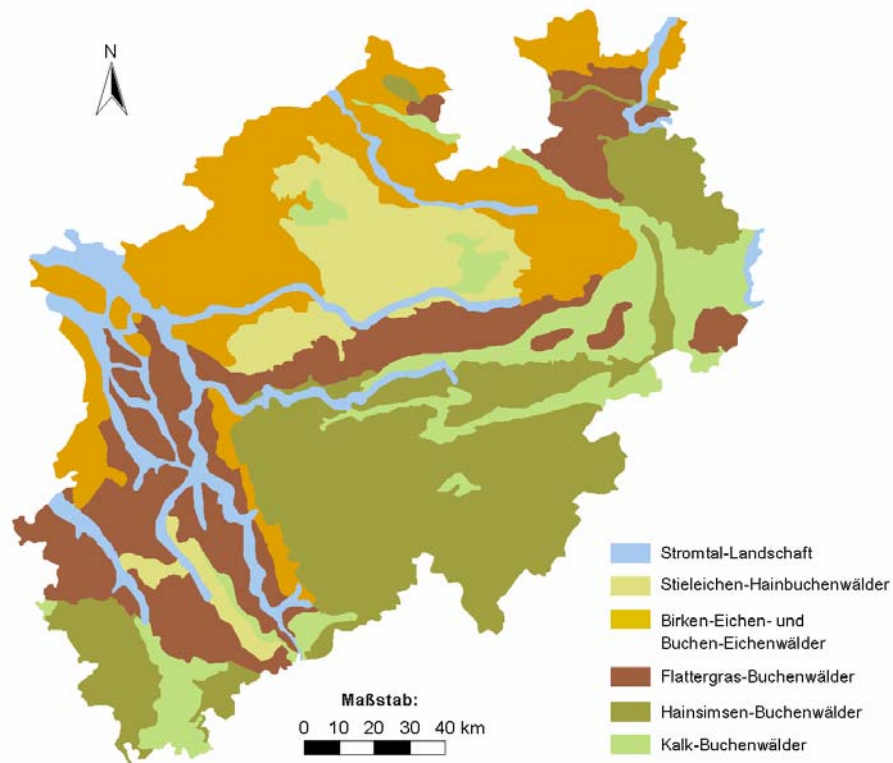 N
Stromtal-Landschaft
Stieleichen-Hainbuchenwälder
Birken-Eichen- und
Buchen-Eichenwälder
Flattergras-Buchenwälder
Hainsimsen-Buchenwälder
Kalk-Buchenwälder
Maßstab:
0 10 20 30 40 km